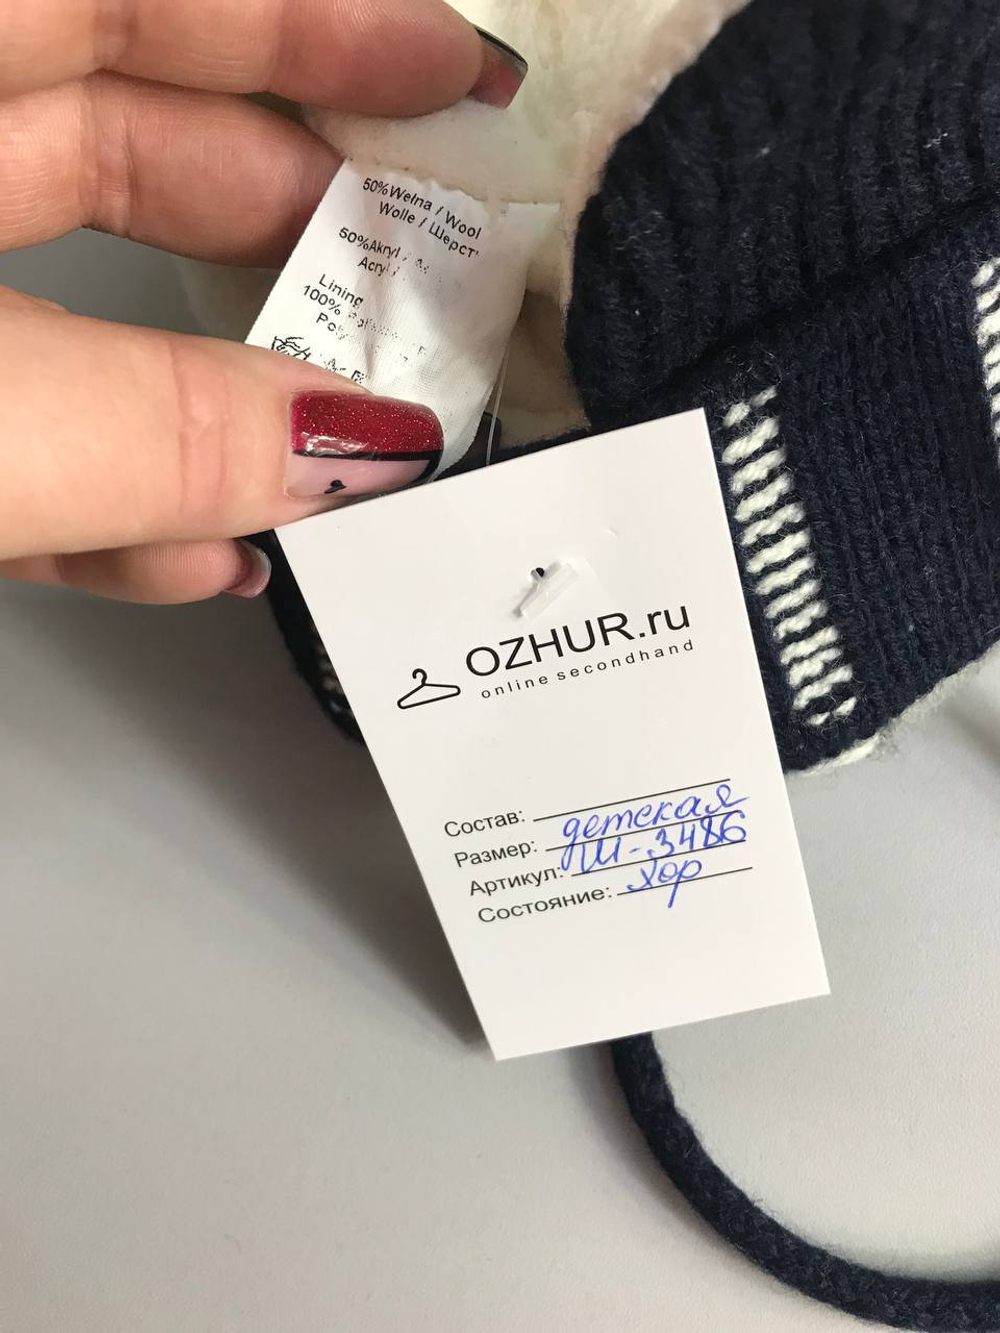 50%Wełna / Wool
Wolle / Шерст
50%Akryl /
Acryl
Lining
100%
OZHUR.ru
online secondhand
Состав:
Размер: детская
Артикул: Ш-3486
Состояние: Хор